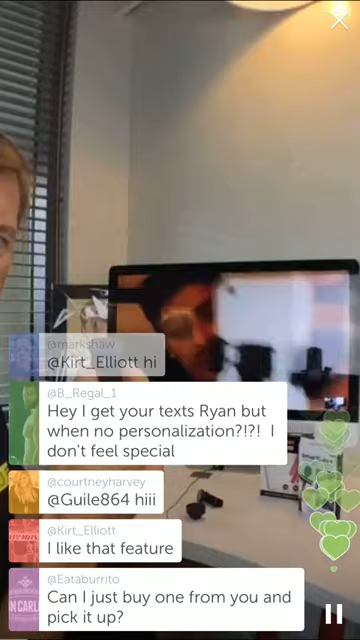 @markshaw
@Kirt_Elliott hi
@B_Regal_1
Hey I get your texts Ryan but
when no personalization?!?! I
don't feel special
@courtneyharvey
@Guile864 hiii
@Kirt_Elliott
I like that feature
@Eataburrito
Can I just buy one from you and
pick it up?